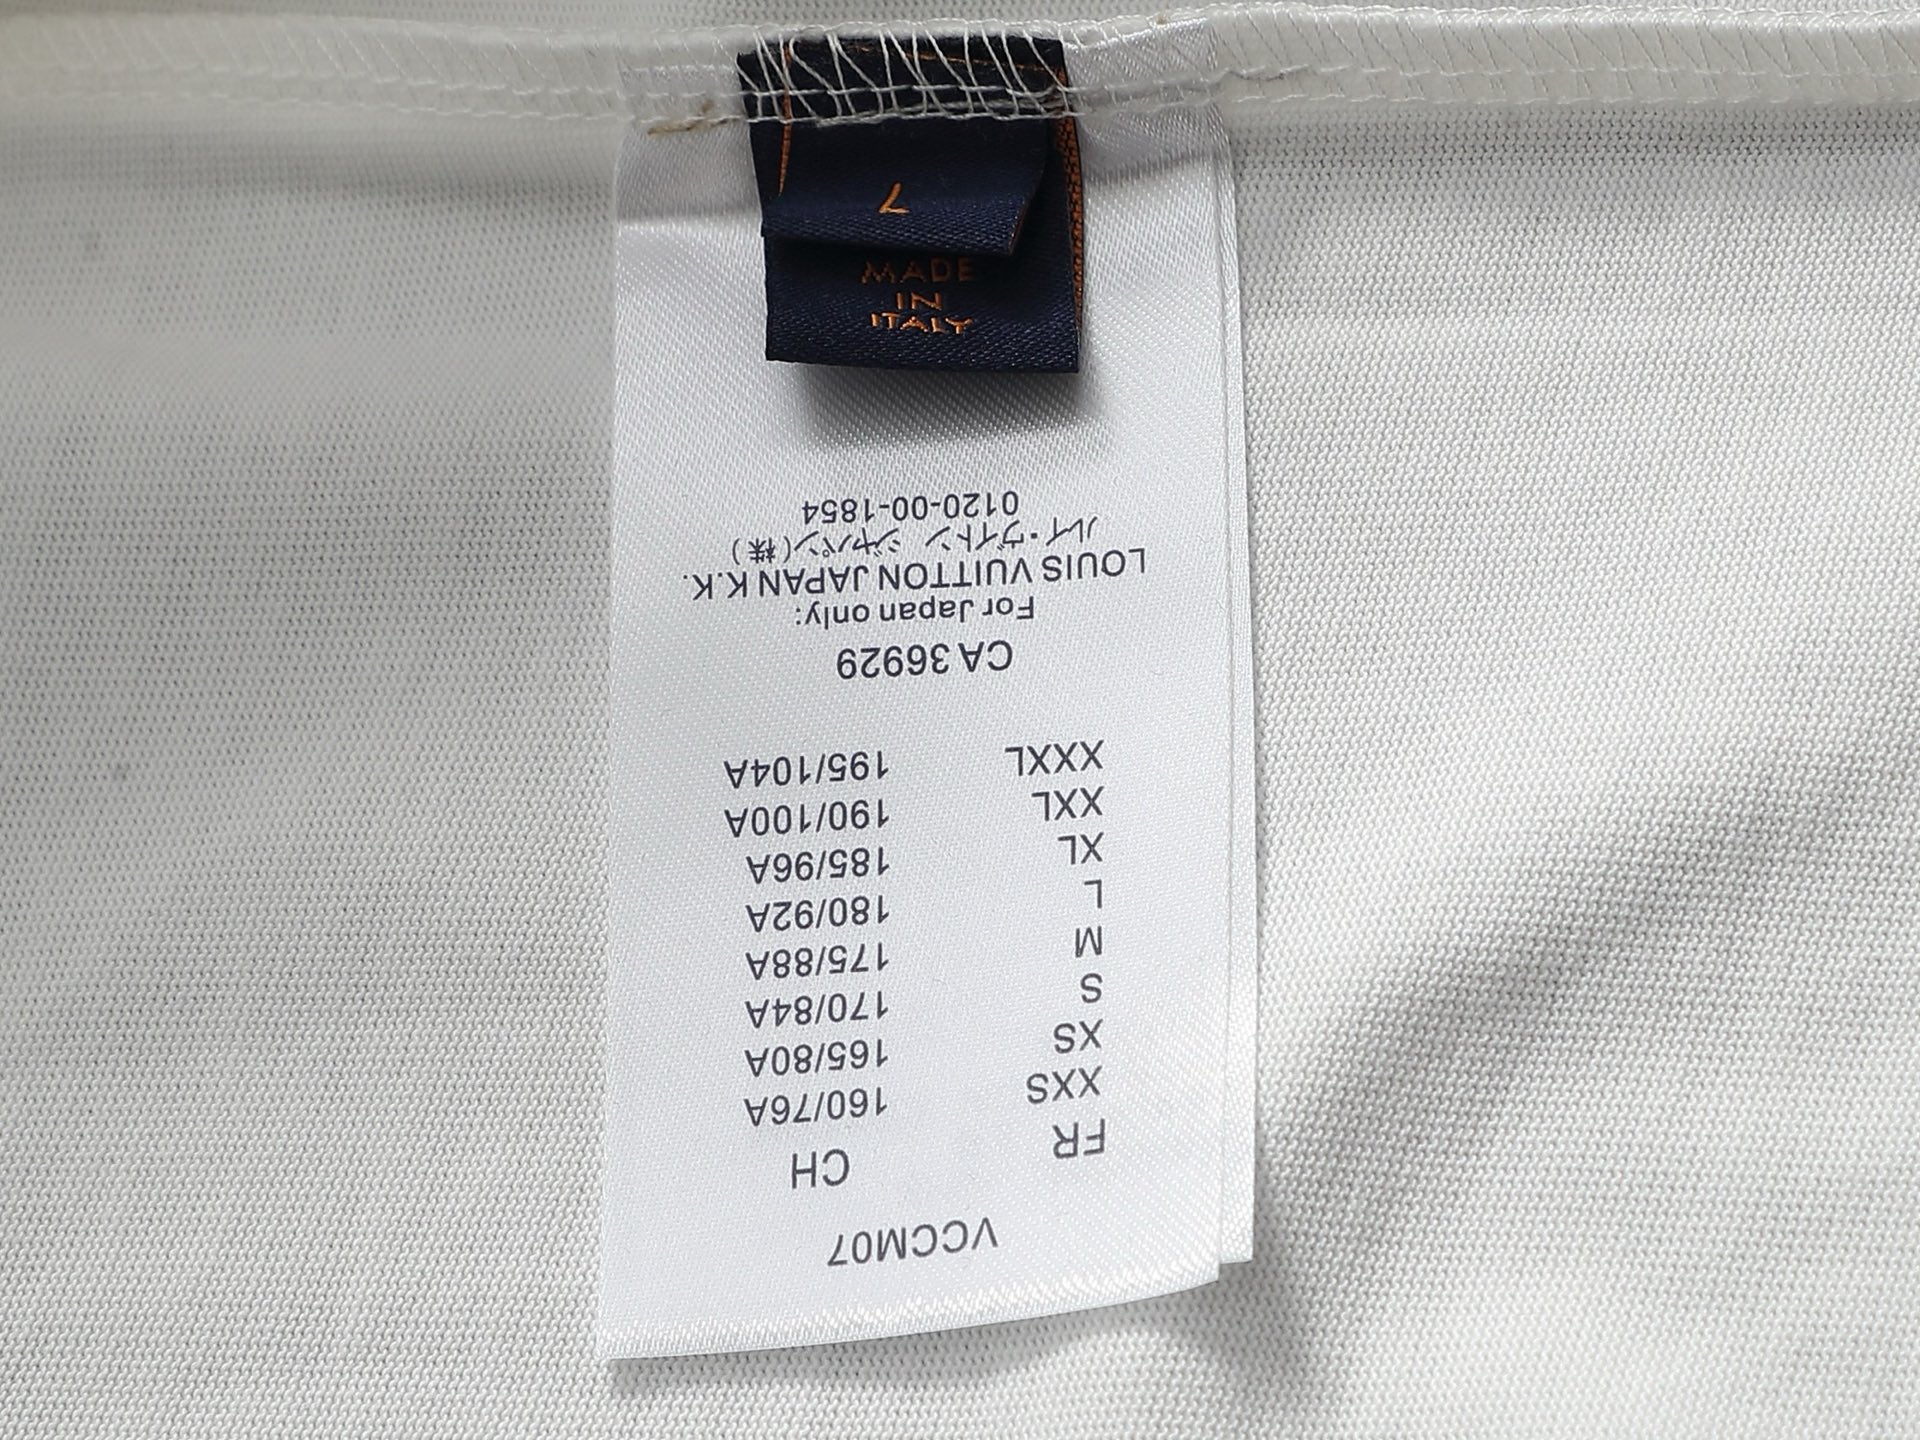 L
MADE
IN
ITALY
VCCM07
FR CH
XXS 160/76A
XS 165/80A
S 170/84A
M 175/88A
L 180/92A
XL 185/96A
XXL 190/100A
XXXL 195/104A
CA 36929
For Japan only:
LOUIS VUITTON JAPAN K.K.
ルイ・ヴィトン ジャパン(株)
0120-00-1854